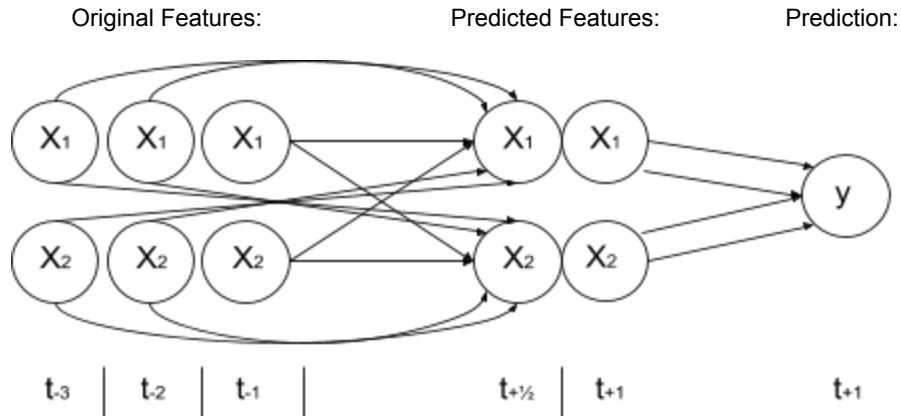 Original Features: Predicted Features: Prediction:
X₁ X₁ X₁ X₁ X₁
y
X₂ X₂ X₂ X₂ X₂
t₋₃ t₋₂ t₋₁ t₊½ t₊₁ t₊₁